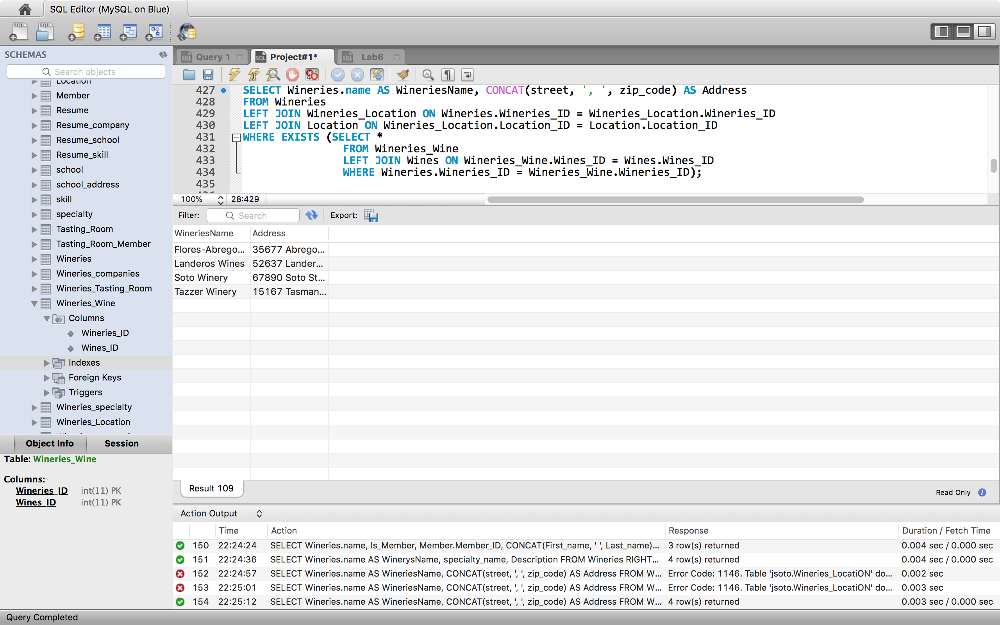 SQL Editor (MySQL on Blue)
SQL
SQL
SCHEMAS
Search objects
Location
Member
Resume
Resume_company
Resume_school
Resume_skill
school
school_address
skill
specialty
Tasting_Room
Tasting_Room_Member
Wineries
Wineries_companies
Wineries_Tasting_Room
Wineries_Wine
Columns
Wineries_ID
Wines_ID
Indexes
Foreign Keys
Triggers
Wineries_specialty
Wineries_Location
Object Info Session
Table: Wineries_Wine
Columns:
Wineries_ID int(11) PK
Wines_ID int(11) PK
SQL Query 1
SQL Project#1*
SQL Lab6
427 SELECT Wineries.name AS WineriesName, CONCAT(street, ', ', zip_code) AS Address
428 FROM Wineries
429 LEFT JOIN Wineries_Location ON Wineries.Wineries_ID = Wineries_Location.Wineries_ID
430 LEFT JOIN Location ON Wineries_Location.Location_ID = Location.Location_ID
431 WHERE EXISTS (SELECT *
432 FROM Wineries_Wine
433 LEFT JOIN Wines ON Wineries_Wine.Wines_ID = Wines.Wines_ID
434 WHERE Wineries.Wineries_ID = Wineries_Wine.Wineries_ID);
435
100% 28:429
Filter: Search Export:
WineriesName Address
Flores-Abrego... 35677 Abrego...
Landeros Wines 52637 Lander...
Soto Winery 67890 Soto St...
Tazzer Winery 15167 Tasman...
Result 109
Read Only
Action Output
Time Action Response Duration / Fetch Time
150 22:24:24 SELECT Wineries.name, Is_Member, Member.Member_ID, CONCAT(First_name, ' ', Last_name)... 3 row(s) returned 0.004 sec / 0.000 sec
151 22:24:36 SELECT Wineries.name AS WinerysName, specialty_name, Description FROM Wineries RIGHT... 4 row(s) returned 0.004 sec / 0.000 sec
152 22:24:57 SELECT Wineries.name AS WineriesName, CONCAT(street, ', ', zip_code) AS Address FROM W... Error Code: 1146. Table 'jsoto.Wineries_LocatiON' do... 0.002 sec
153 22:25:01 SELECT Wineries.name AS WineriesName, CONCAT(street, ', ', zip_code) AS Address FROM W... Error Code: 1146. Table 'jsoto.Wineries_LocatiON' do... 0.003 sec
154 22:25:12 SELECT Wineries.name AS WineriesName, CONCAT(street, ', ', zip_code) AS Address FROM W... 4 row(s) returned 0.003 sec / 0.000 sec
Query Completed